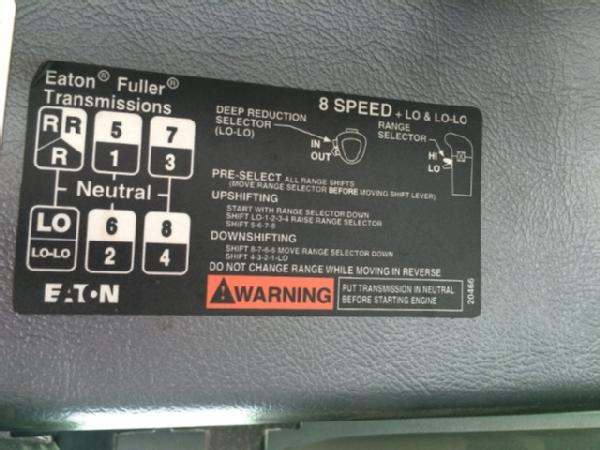 Eaton® Fuller®
Transmissions
R R 5 7
R 1 3
Neutral
LO 6 8
LO-LO 2 4
E·T·N
8 SPEED + LO & LO-LO
DEEP REDUCTION
SELECTOR
(LO-LO)
IN
OUT
RANGE
SELECTOR
HI
LO
PRE-SELECT ALL RANGE SHIFTS
(MOVE RANGE SELECTOR BEFORE MOVING SHIFT LEVER)
UPSHIFTING
START WITH RANGE SELECTOR DOWN
SHIFT LO-1-2-3-4 RAISE RANGE SELECTOR
SHIFT 5-6-7-8
DOWNSHIFTING
SHIFT 8-7-6-5 MOVE RANGE SELECTOR DOWN
SHIFT 4-3-2-1-LO
DO NOT CHANGE RANGE WHILE MOVING IN REVERSE
WARNING
PUT TRANSMISSION IN NEUTRAL
BEFORE STARTING ENGINE
20466